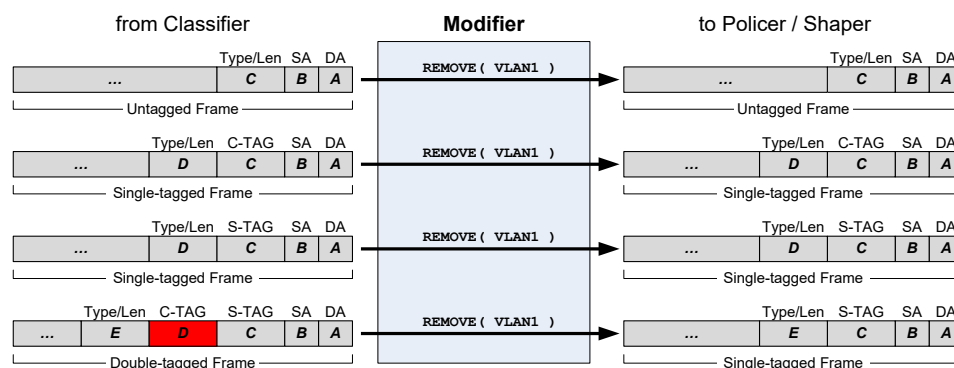 from Classifier Modifier to Policer / Shaper
Type/Len SA DA REMOVE( VLAN1 ) Type/Len SA DA
... C B A ... C B A
Untagged Frame Untagged Frame
Type/Len C-TAG SA DA REMOVE( VLAN1 ) Type/Len C-TAG SA DA
... D C B A ... D C B A
Single-tagged Frame Single-tagged Frame
Type/Len S-TAG SA DA REMOVE( VLAN1 ) Type/Len S-TAG SA DA
... D C B A ... D C B A
Single-tagged Frame Single-tagged Frame
Type/Len C-TAG S-TAG SA DA REMOVE( VLAN1 ) Type/Len S-TAG SA DA
... E D C B A ... E C B A
Double-tagged Frame Single-tagged Frame